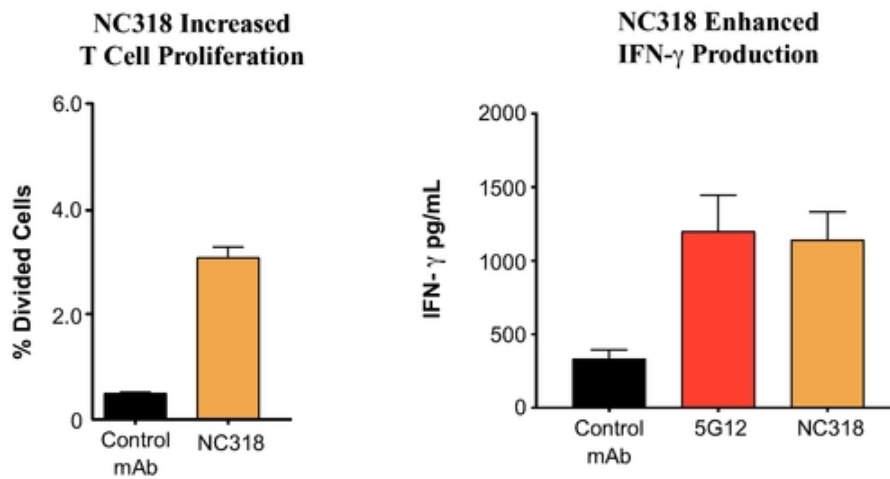 NC318 Increased
T Cell Proliferation
% Divided Cells
6.0
4.0
2.0
0
Control
mAb
NC318
NC318 Enhanced
IFN-γ Production
IFN- γ pg/mL
2000
1500
1000
500
0
Control
mAb
5G12
NC318